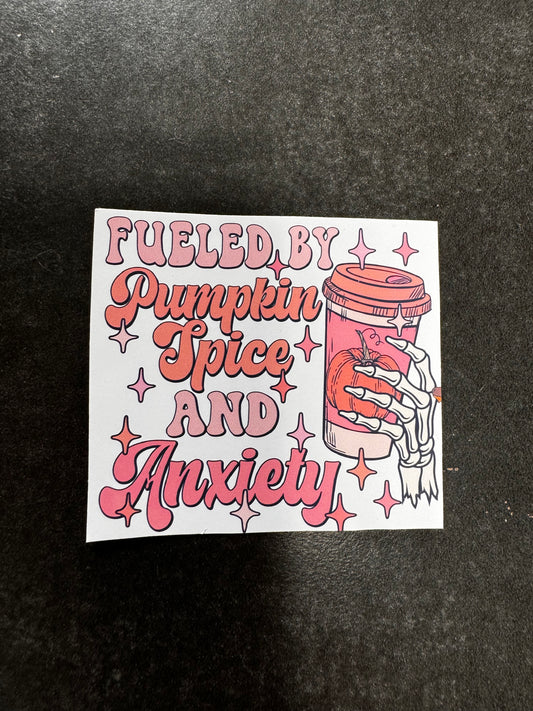 FUELED BY
Pumpkin
Spice
AND
Anxiety